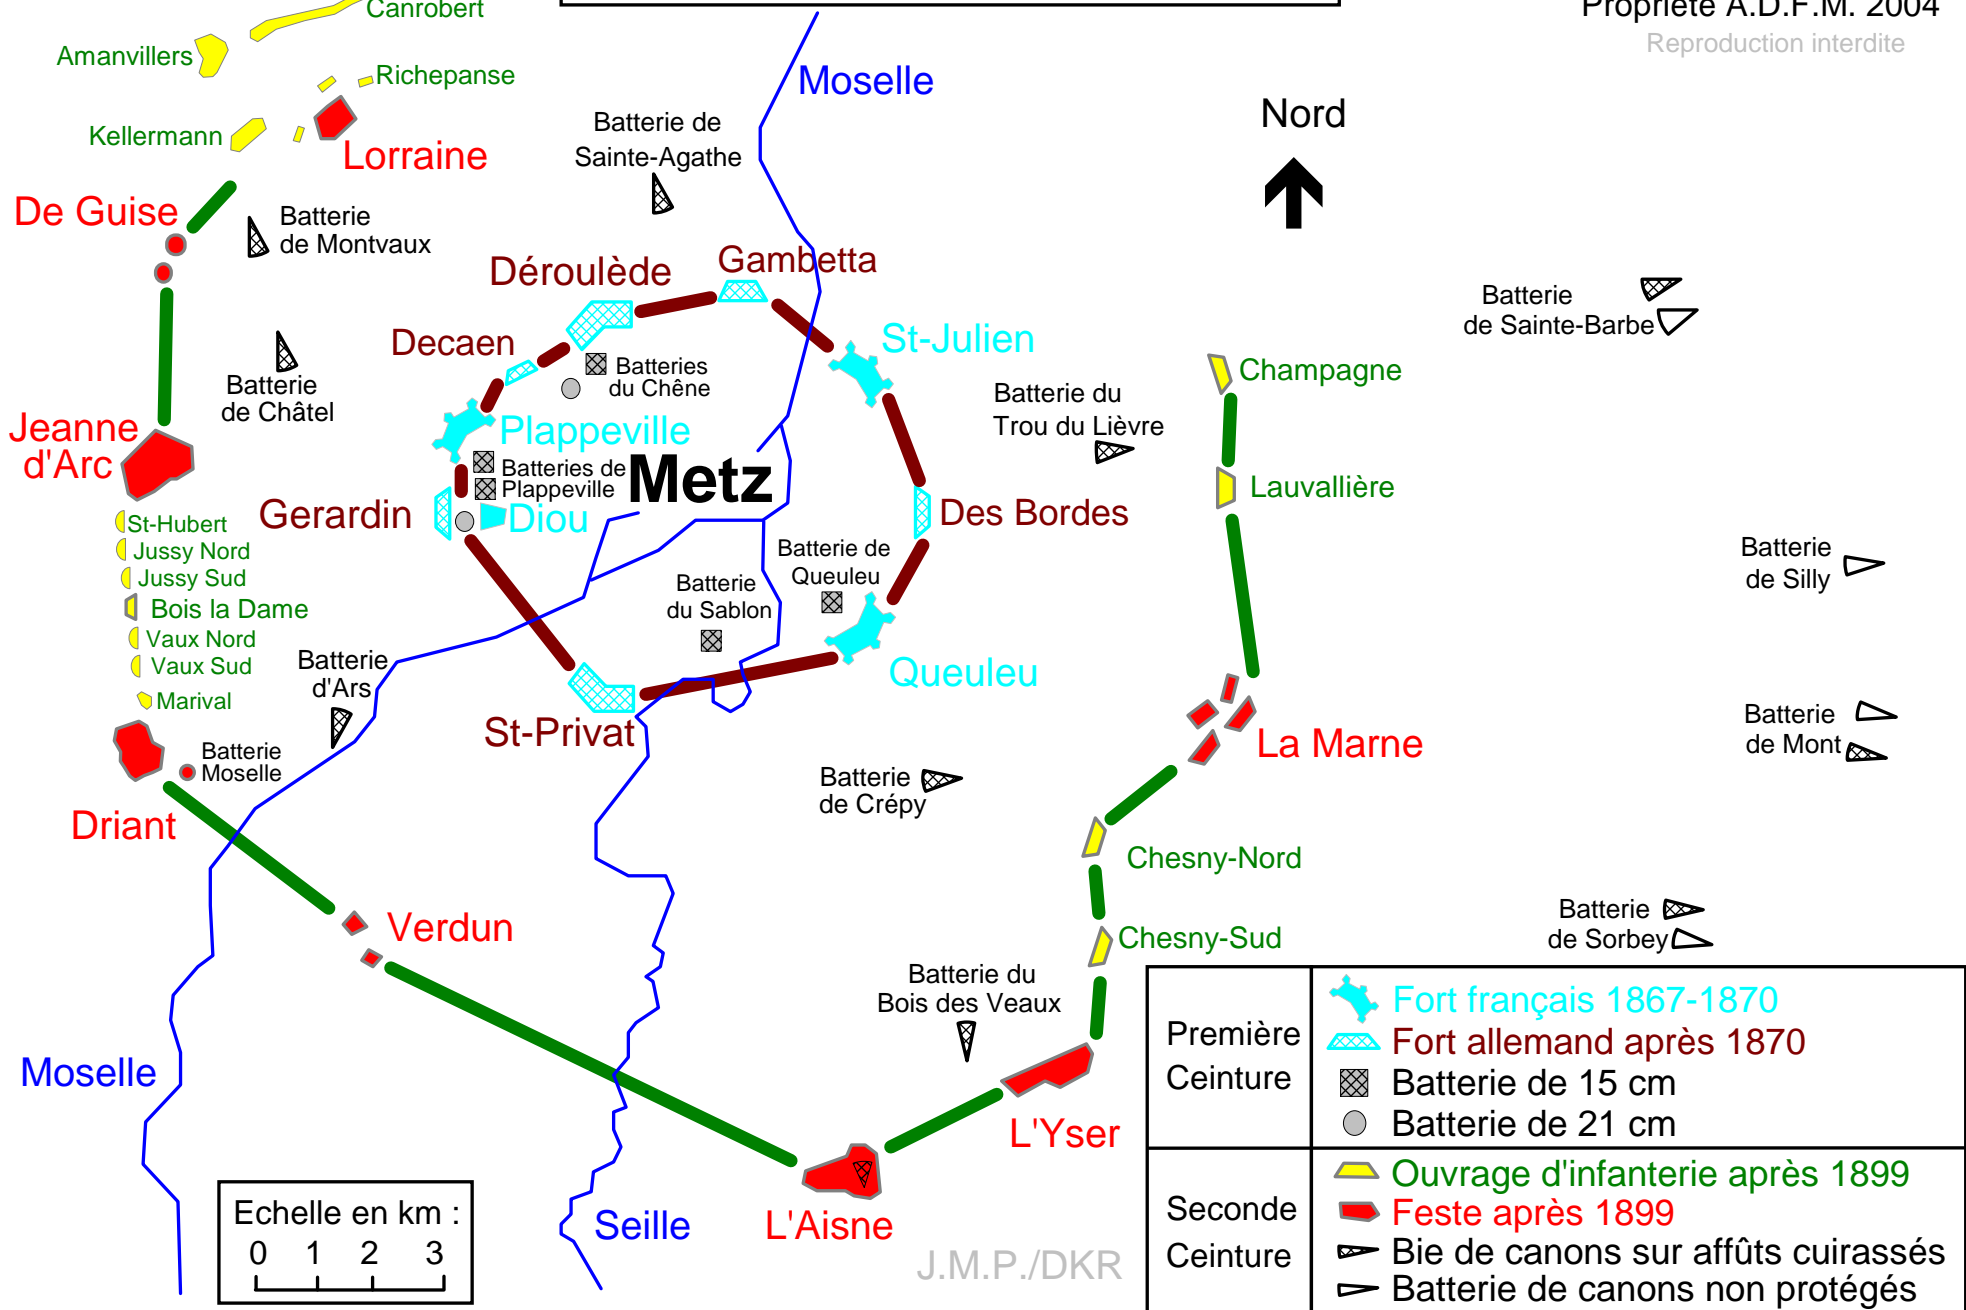 Canrobert
Propriété A.D.F.M. 2004
Reproduction interdite
Amanvillers
Richepanse
Moselle
Nord
Kellermann
Lorraine
Batterie de
Sainte-Agathe
De Guise
Batterie
de Montvaux
Déroulède
Gambetta
Batterie
de Sainte-Barbe
Decaen
St-Julien
Batteries
du Chêne
Champagne
Batterie
de Châtel
Batterie du
Trou du Lièvre
Jeanne
d'Arc
Plappeville
Batteries de
Plappeville
Metz
Lauvallière
Gerardin
Diou
Des Bordes
St-Hubert
Jussy Nord
Jussy Sud
Bois la Dame
Vaux Nord
Vaux Sud
Marival
Batterie de
Queuleu
Batterie
du Sablon
Batterie
de Silly
Batterie
d'Ars
Queuleu
St-Privat
La Marne
Batterie
de Mont
Batterie
Moselle
Batterie
de Crépy
Driant
Chesny-Nord
Verdun
Chesny-Sud
Batterie
de Sorbey
Batterie du
Bois des Veaux
Moselle
L'Yser
L'Aisne
Seille
J.M.P./DKR
Echelle en km :
0 1 2 3
Première
Ceinture
Fort français 1867-1870
Fort allemand après 1870
Batterie de 15 cm
Batterie de 21 cm
Seconde
Ceinture
Ouvrage d'infanterie après 1899
Feste après 1899
Bie de canons sur affûts cuirassés
Batterie de canons non protégés